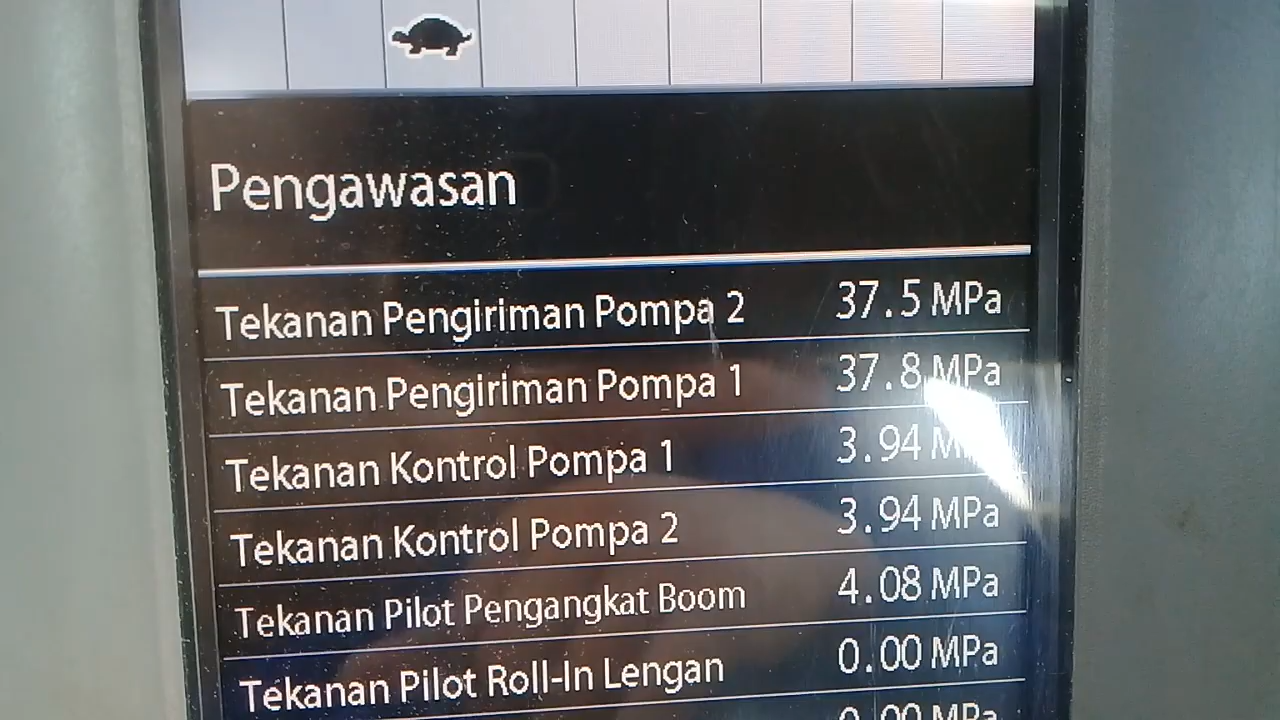 Pengawasan
Tekanan Pengiriman Pompa 2 37.5 MPa
Tekanan Pengiriman Pompa 1 37.8 MPa
Tekanan Kontrol Pompa 1 3.94
Tekanan Kontrol Pompa 2 3.94 MPa
Tekanan Pilot Pengangkat Boom 4.08 MPa
Tekanan Pilot Roll-In Lengan 0.00 MPa
0.00 MPa